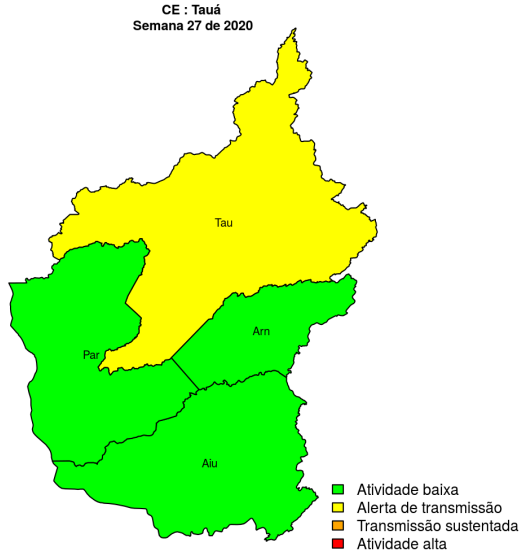 CE : Tauá
Semana 27 de 2020
Tau
Arn
Par
Aiu
Atividade baixa
Alerta de transmissão
Transmissão sustentada
Atividade alta